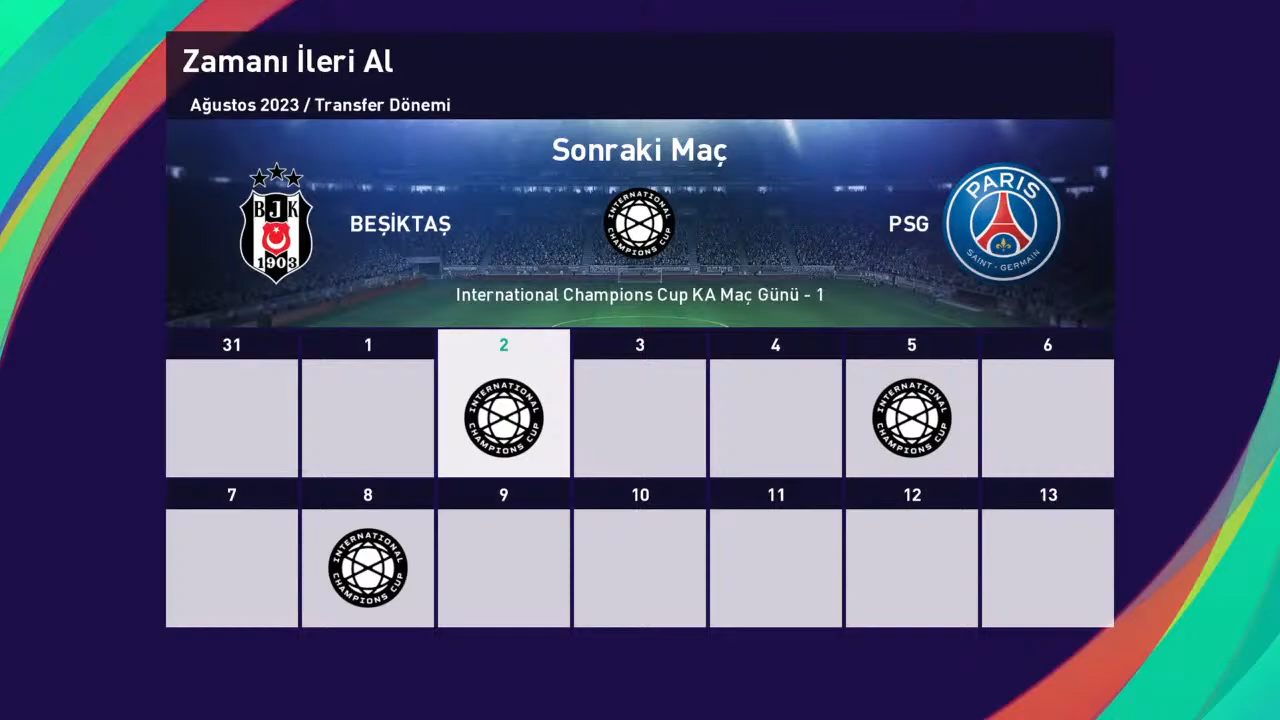 Zamanı İleri Al
Ağustos 2023 / Transfer Dönemi
Sonraki Maç
BJK
1903
BEŞİKTAŞ
INTERNATIONAL
CHAMPIONS CUP
PSG
PARIS
SAINT-GERMAIN
International Champions Cup KA Maç Günü - 1
31 1 2 3 4 5 6
INTERNATIONAL CHAMPIONS CUP
INTERNATIONAL CHAMPIONS CUP
7 8 9 10 11 12 13
INTERNATIONAL CHAMPIONS CUP